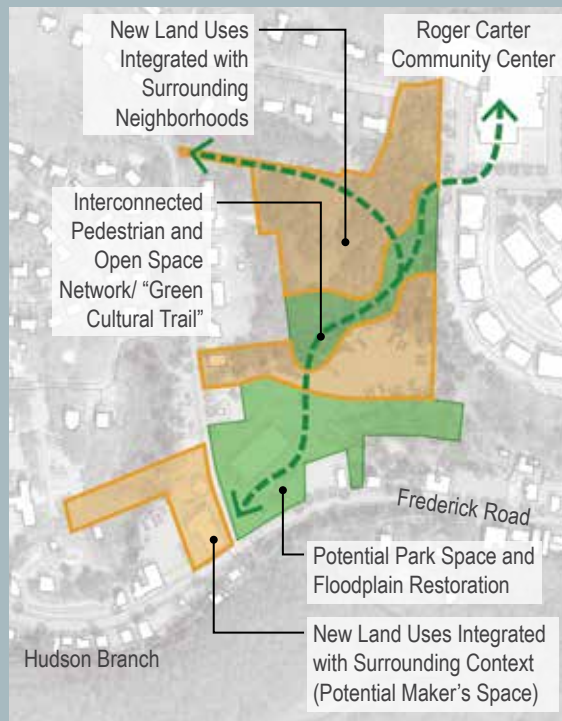 New Land Uses
Integrated with
Surrounding
Neighborhoods
Roger Carter
Community Center
Interconnected
Pedestrian and
Open Space
Network/ “Green
Cultural Trail”
Frederick Road
Potential Park Space and
Floodplain Restoration
New Land Uses Integrated
with Surrounding Context
(Potential Maker’s Space)
Hudson Branch